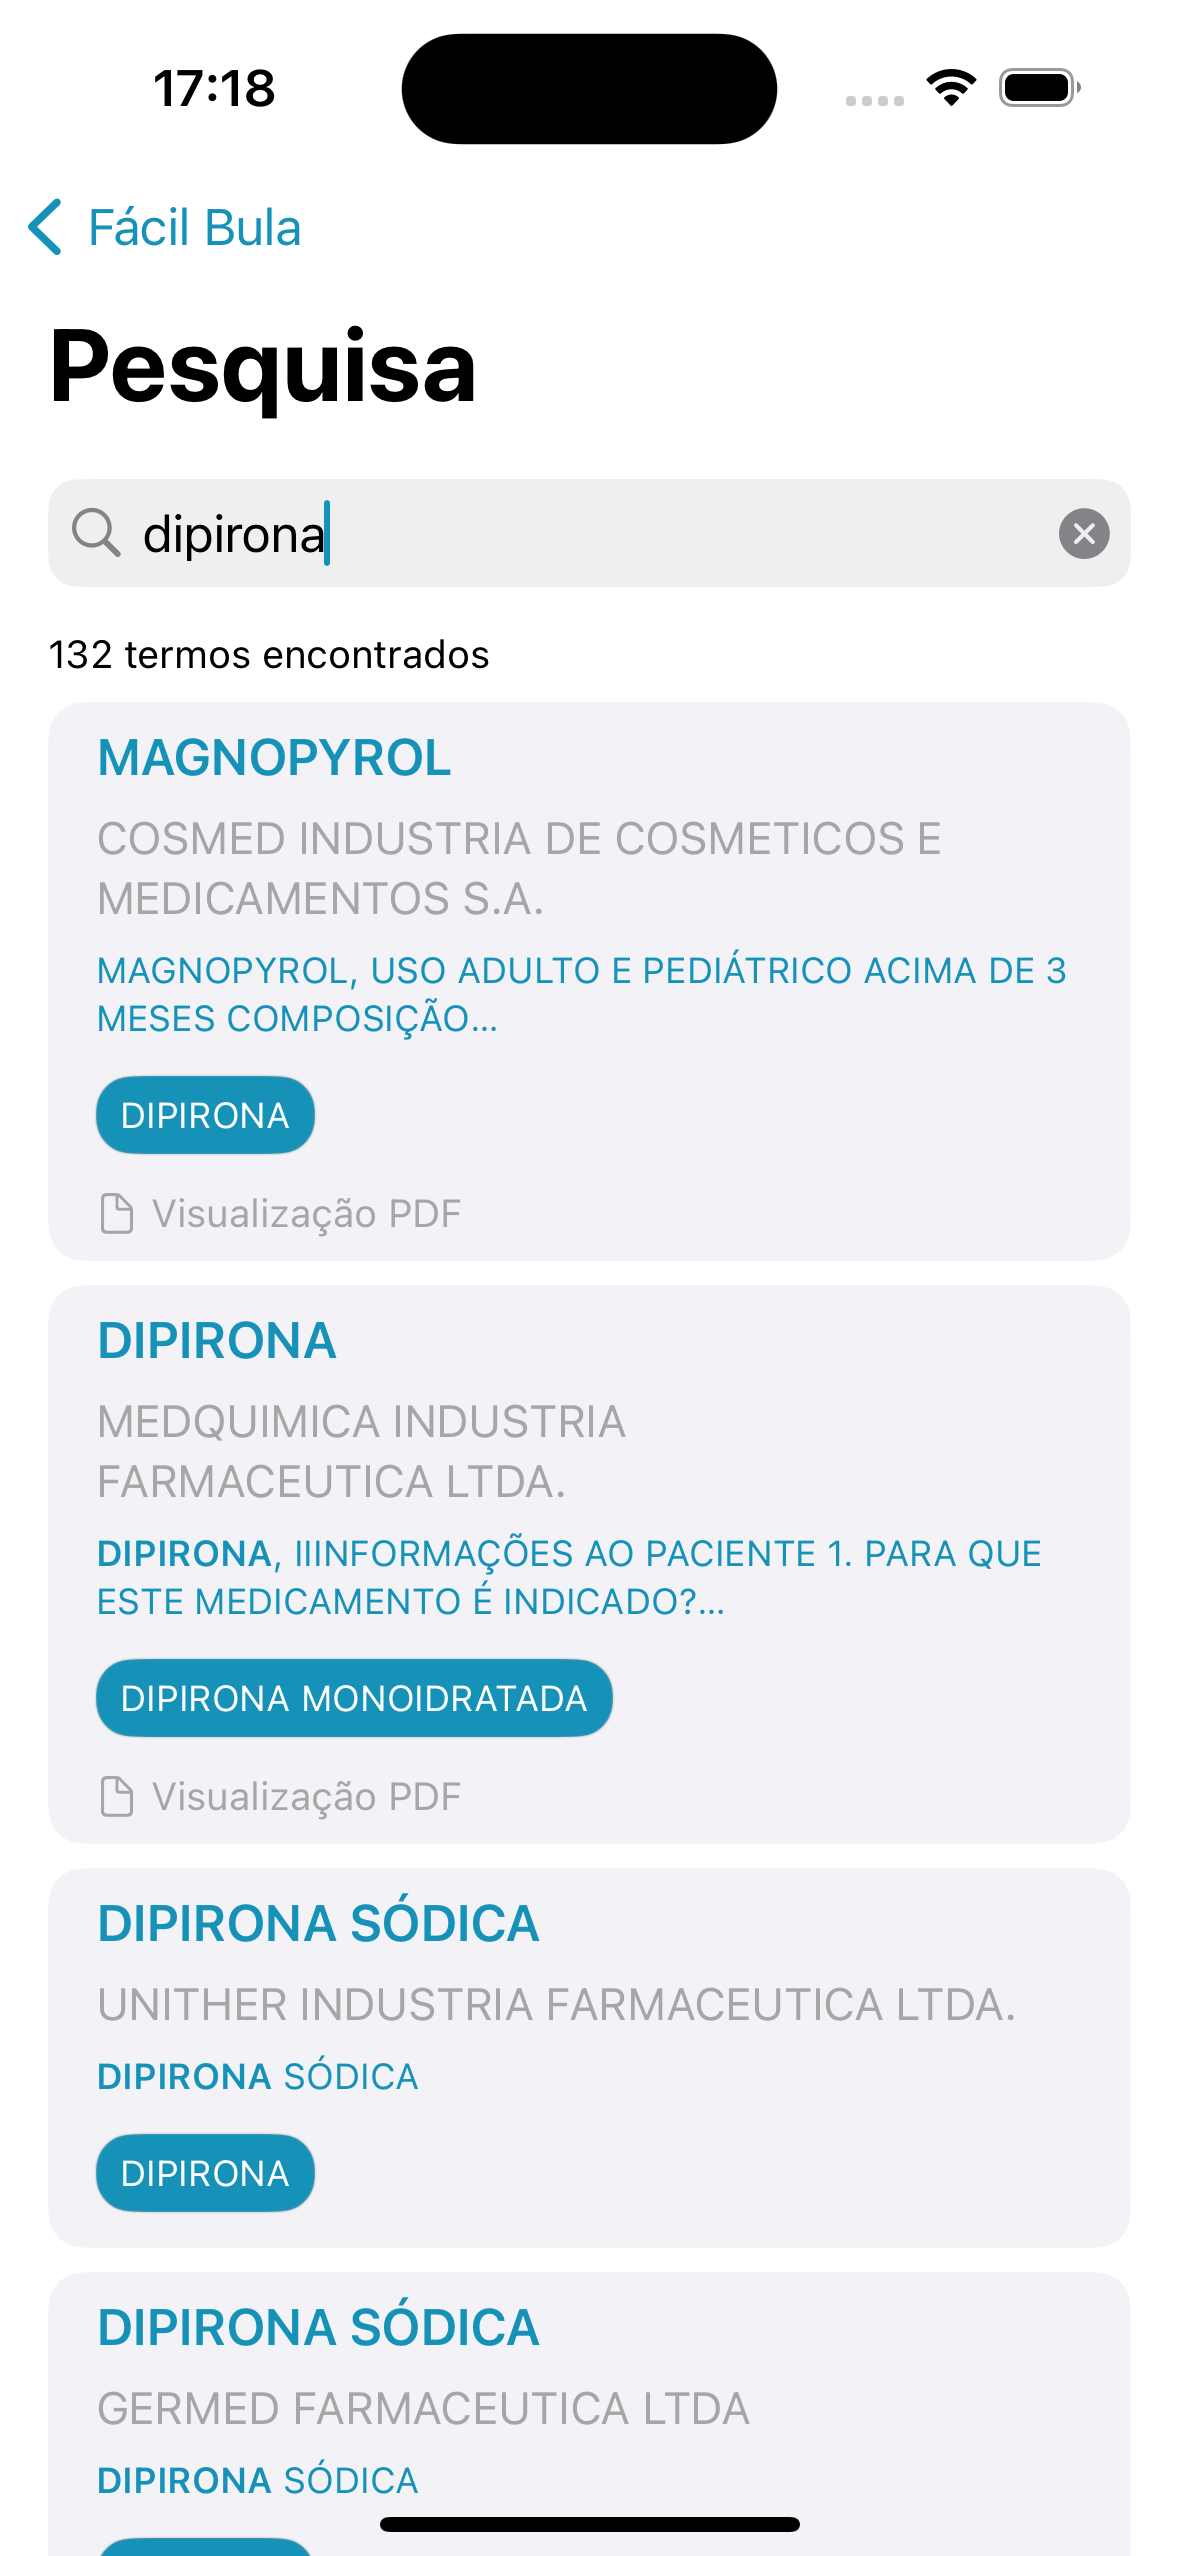 17:18
Fácil Bula
Pesquisa
dipirona
132 termos encontrados
MAGNOPYROL
COSMED INDUSTRIA DE COSMETICOS E
MEDICAMENTOS S.A.
MAGNOPYROL, USO ADULTO E PEDIÁTRICO ACIMA DE 3
MESES COMPOSIÇÃO...
DIPIRONA
Visualização PDF
DIPIRONA
MEDQUIMICA INDUSTRIA
FARMACEUTICA LTDA.
DIPIRONA, IIINFORMAÇÕES AO PACIENTE 1. PARA QUE
ESTE MEDICAMENTO É INDICADO?...
DIPIRONA MONOIDRATADA
Visualização PDF
DIPIRONA SÓDICA
UNITHER INDUSTRIA FARMACEUTICA LTDA.
DIPIRONA SÓDICA
DIPIRONA
DIPIRONA SÓDICA
GERMED FARMACEUTICA LTDA
DIPIRONA SÓDICA